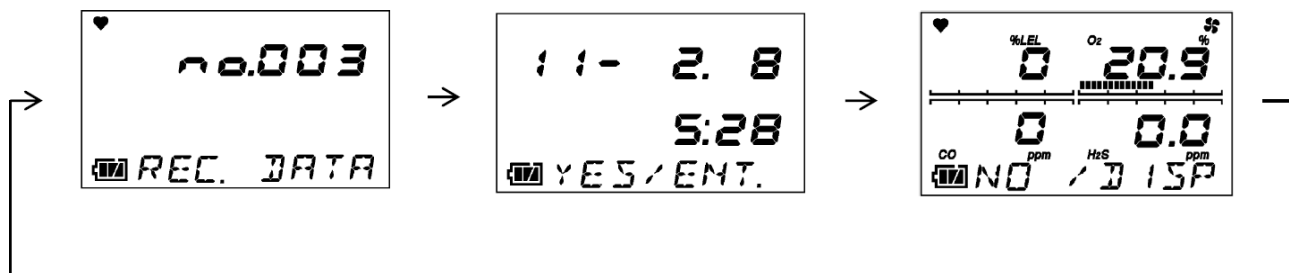 no.003
REC. DATA
11- 2. 8
5:28
YES/ENT.
%LEL O2 %
0 20.9
0 0.0
CO ppm H2S ppm
NO /DISP